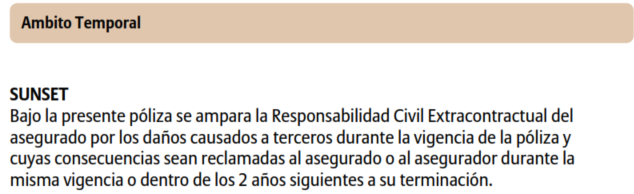 Ambito Temporal
SUNSET
Bajo la presente póliza se ampara la Responsabilidad Civil Extracontractual del
asegurado por los daños causados a terceros durante la vigencia de la póliza y
cuyas consecuencias sean reclamadas al asegurado o al asegurador durante la
misma vigencia o dentro de los 2 años siguientes a su terminación.